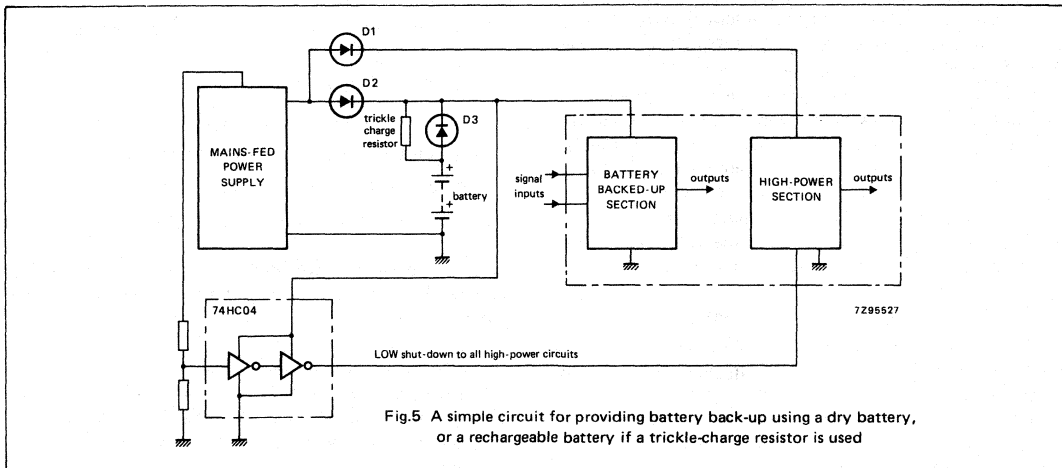 D1
D2
trickle
charge
resistor
D3
MAINS-FED
POWER
SUPPLY
+
battery
+
signal
inputs
BATTERY
BACKED-UP
SECTION
outputs
HIGH-POWER
SECTION
outputs
7Z95527
74HC04
LOW shut-down to all high-power circuits
Fig.5 A simple circuit for providing battery back-up using a dry battery,
or a rechargeable battery if a trickle-charge resistor is used